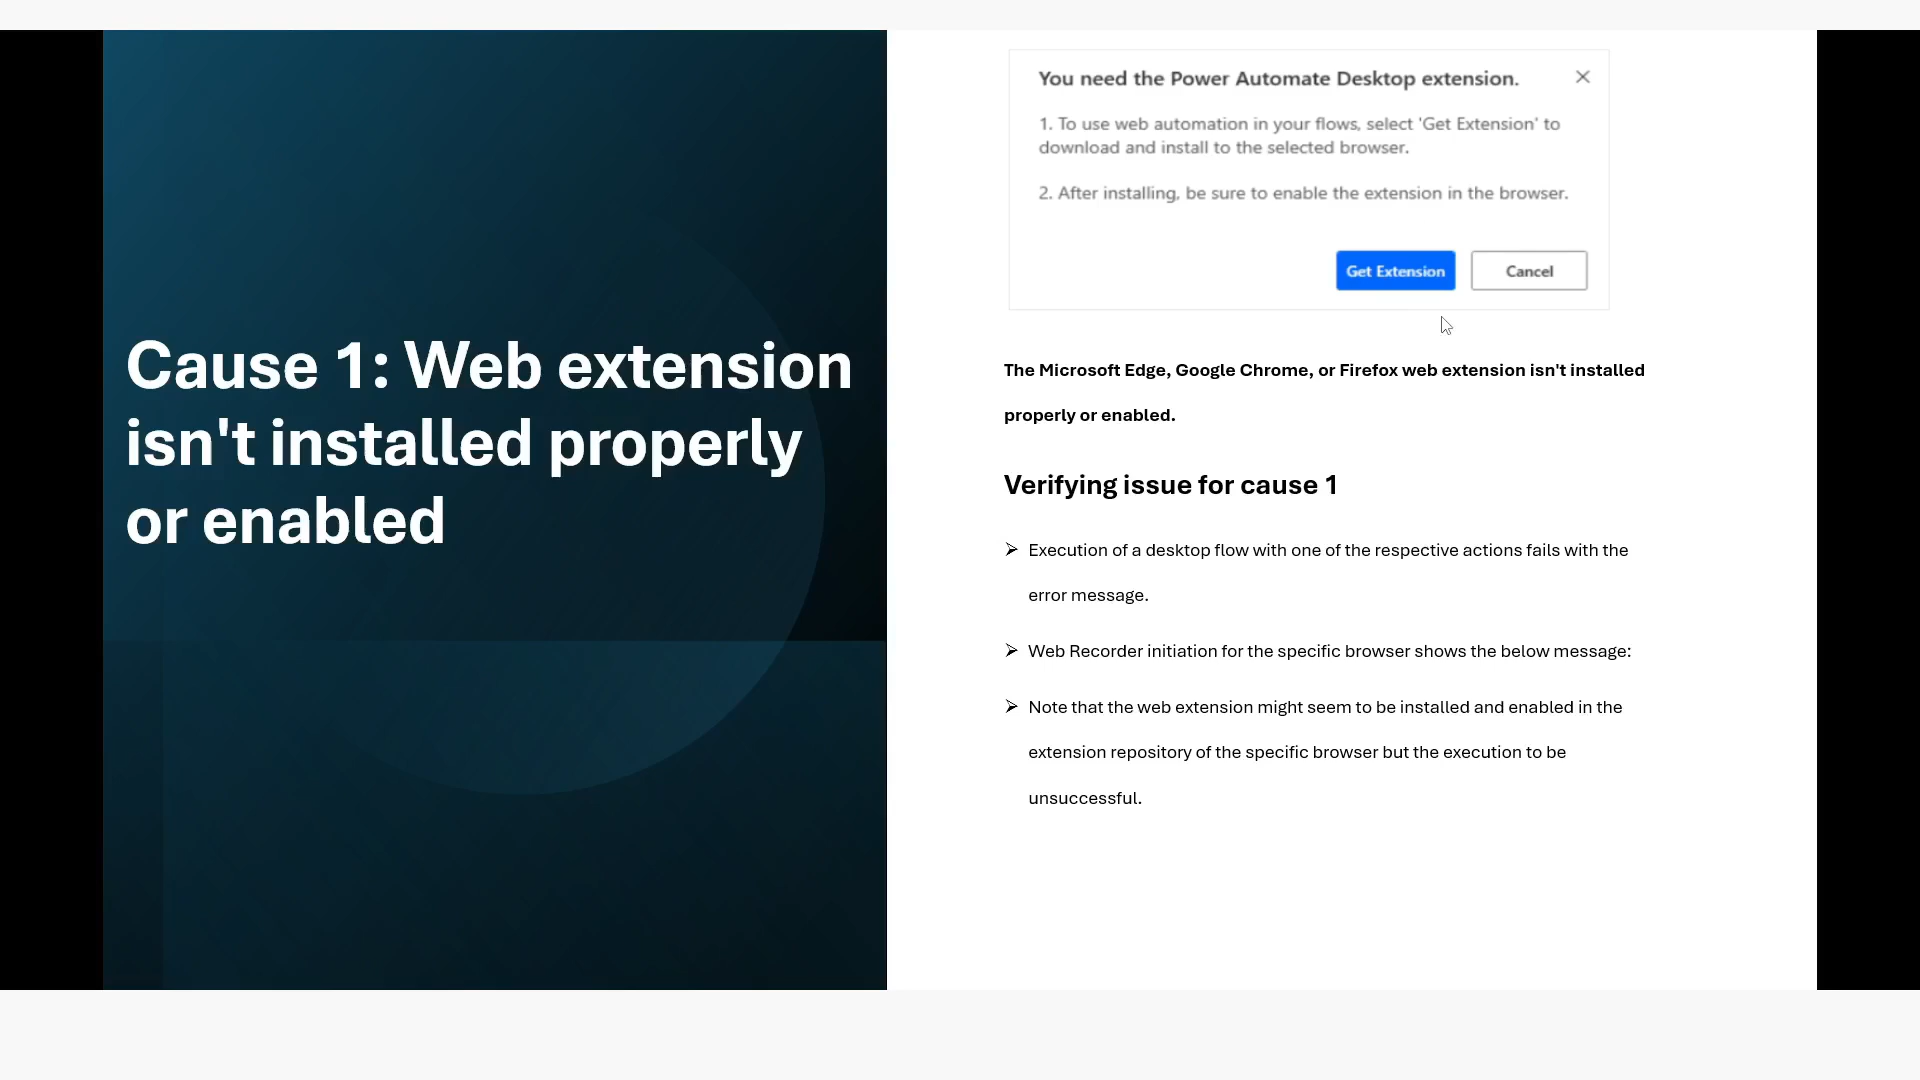 Cause 1: Web extension
isn't installed properly
or enabled
You need the Power Automate Desktop extension.
1. To use web automation in your flows, select 'Get Extension' to
download and install to the selected browser.
2. After installing, be sure to enable the extension in the browser.
Get Extension
Cancel
The Microsoft Edge, Google Chrome, or Firefox web extension isn't installed
properly or enabled.
Verifying issue for cause 1
➢ Execution of a desktop flow with one of the respective actions fails with the
error message.
➢ Web Recorder initiation for the specific browser shows the below message:
➢ Note that the web extension might seem to be installed and enabled in the
extension repository of the specific browser but the execution to be
unsuccessful.